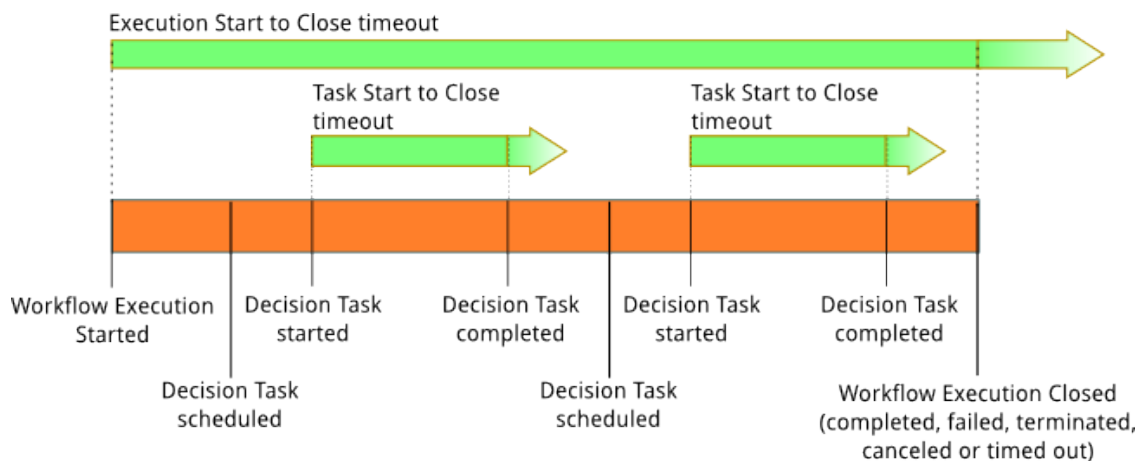 Execution Start to Close timeout
Task Start to Close
timeout
Task Start to Close
timeout
Workflow Execution
Started
Decision Task
started
Decision Task
completed
Decision Task
started
Decision Task
completed
Decision Task
scheduled
Decision Task
scheduled
Workflow Execution Closed
(completed, failed, terminated,
canceled or timed out)